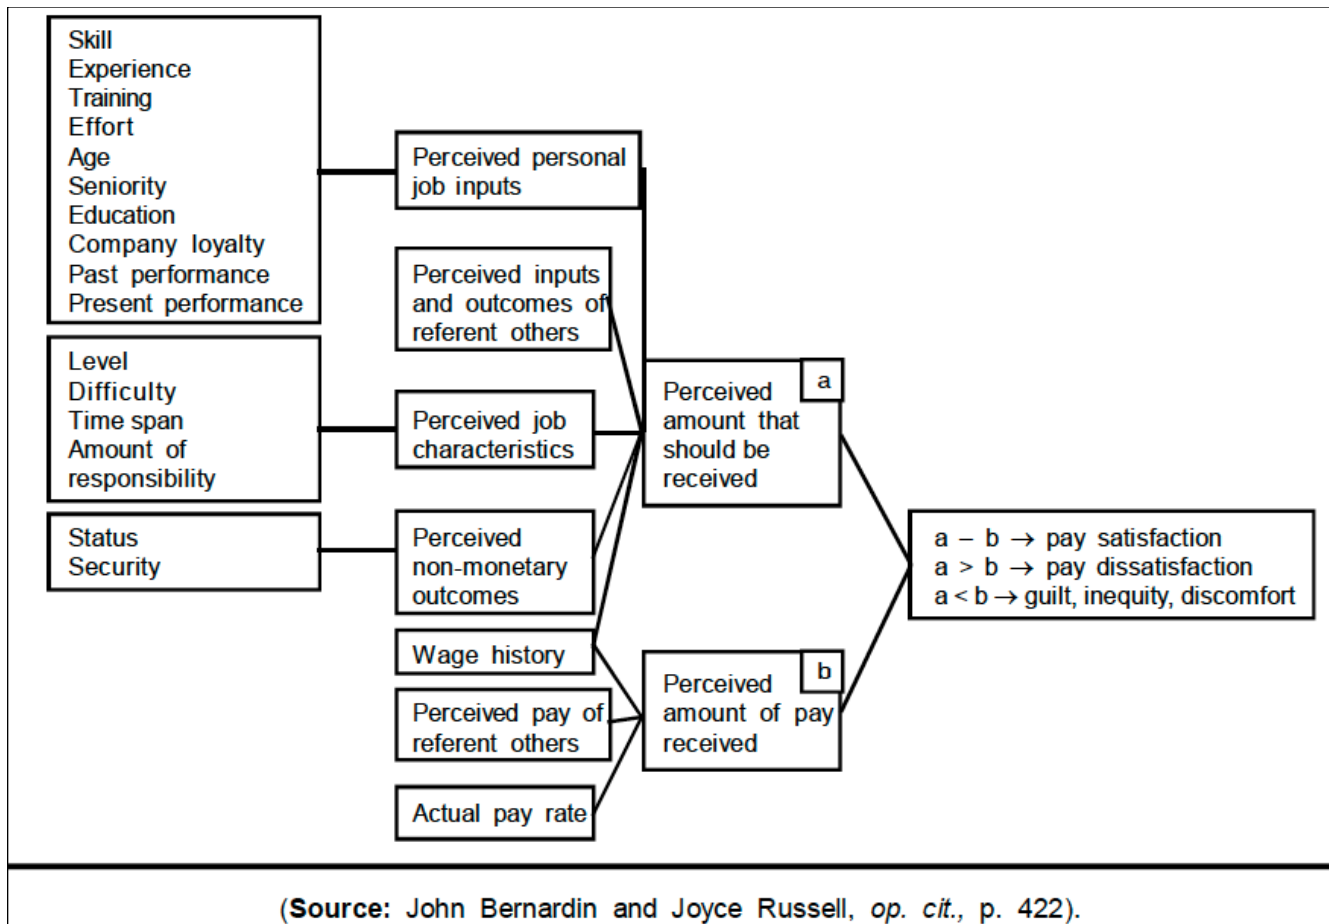 Skill
Experience
Training
Effort
Age
Seniority
Education
Company loyalty
Past performance
Present performance
Level
Difficulty
Time span
Amount of
responsibility
Status
Security
Perceived personal
job inputs
Perceived inputs
and outcomes of
referent others
Perceived job
characteristics
Perceived
non-monetary
outcomes
Wage history
Perceived pay of
referent others
Actual pay rate
a
Perceived
amount that
should be
received
b
Perceived
amount of pay
received
a – b → pay satisfaction
a > b → pay dissatisfaction
a < b → guilt, inequity, discomfort
(Source: John Bernardin and Joyce Russell, op. cit., p. 422).